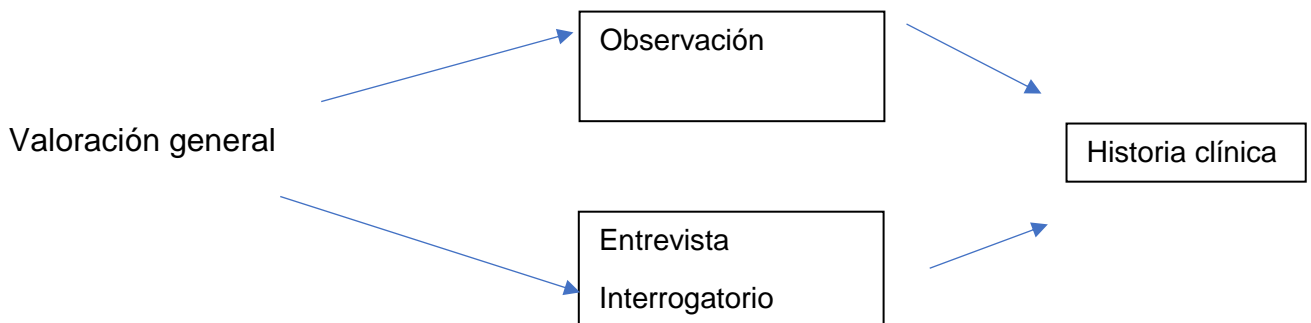 Valoración general
Observación
Entrevista
Interrogatorio
Historia clínica